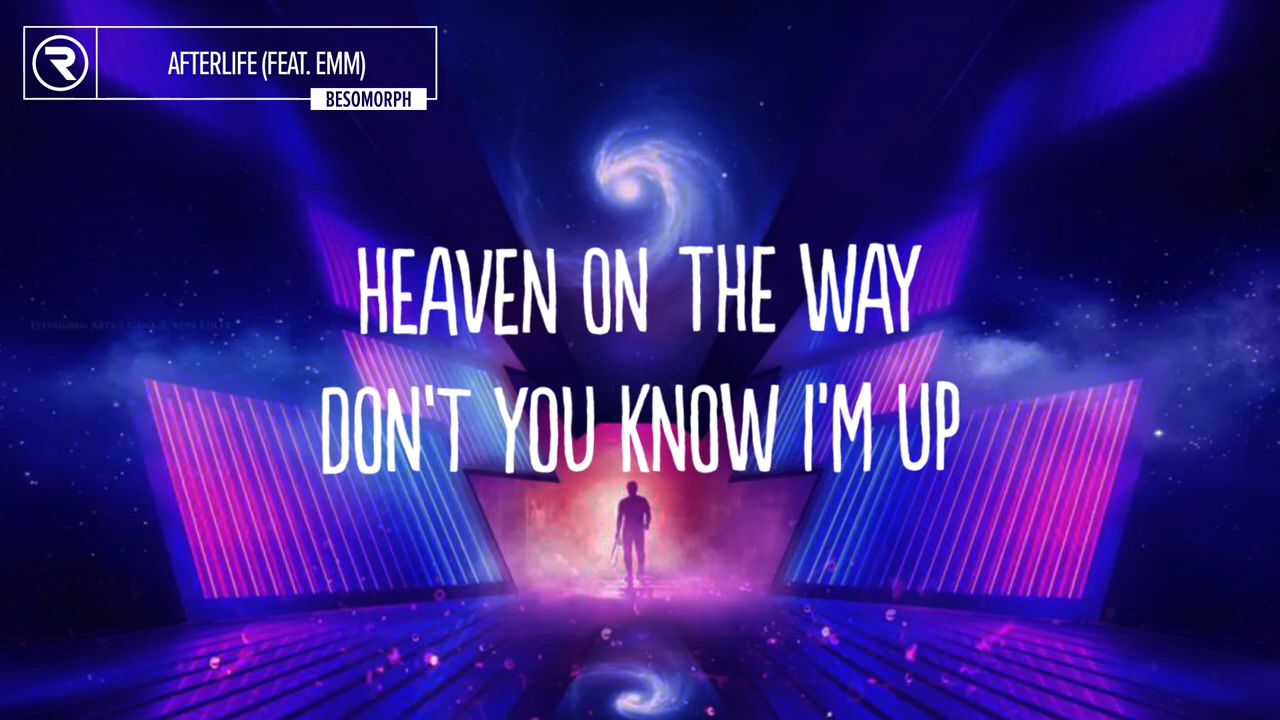 AFTERLIFE (FEAT. EMM)
BESOMORPH
HEAVEN ON THE WAY
DON'T YOU KNOW I'M UP